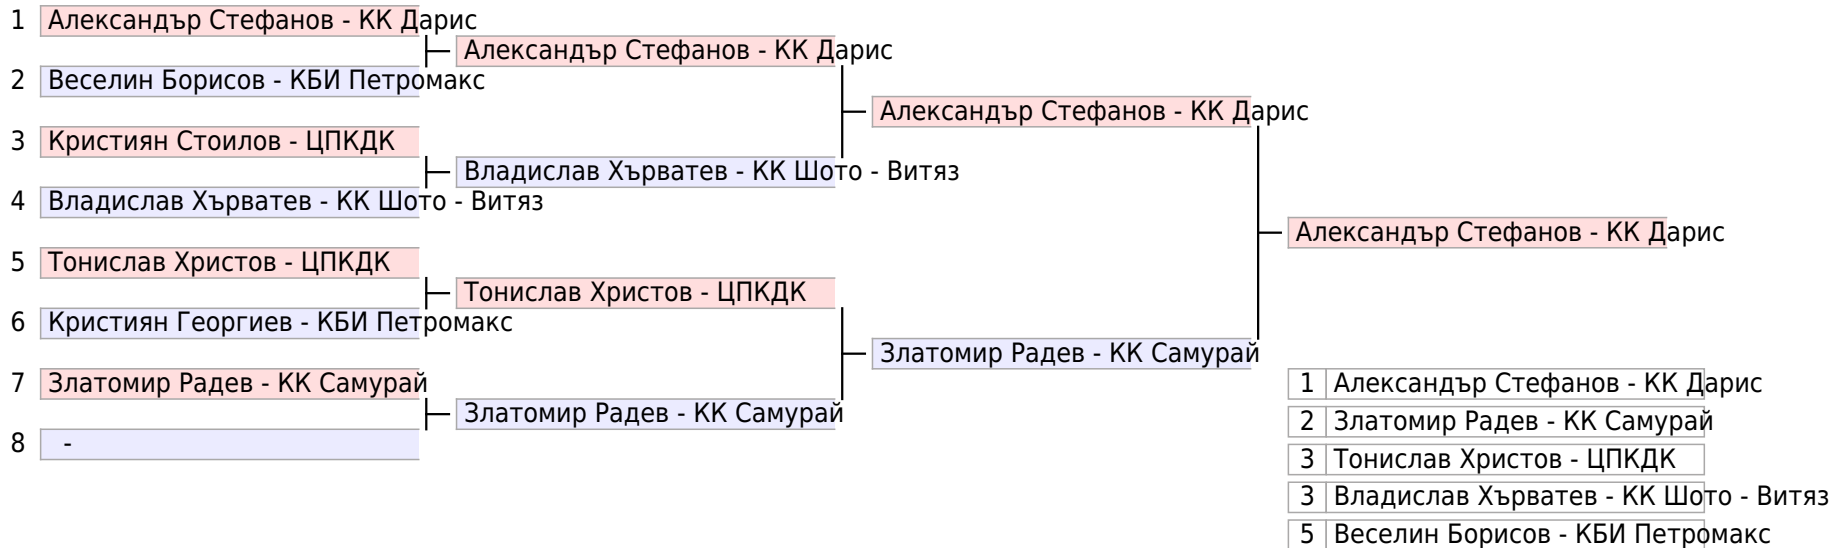 1 Александър Стефанов - КК Дарис
Александър Стефанов - КК Дарис
2 Веселин Борисов - КБИ Петромакс
Александър Стефанов - КК Дарис
3 Кристиян Стоилов - ЦПКДК
Владислав Хърватев - КК Шото - Витяз
4 Владислав Хърватев - КК Шото - Витяз
Александър Стефанов - КК Дарис
5 Тонислав Христов - ЦПКДК
Тонислав Христов - ЦПКДК
6 Кристиян Георгиев - КБИ Петромакс
Златомир Радев - КК Самурай
7 Златомир Радев - КК Самурай
Златомир Радев - КК Самурай
8 -
1 Александър Стефанов - КК Дарис
2 Златомир Радев - КК Самурай
3 Тонислав Христов - ЦПКДК
3 Владислав Хърватев - КК Шото - Витяз
5 Веселин Борисов - КБИ Петромакс